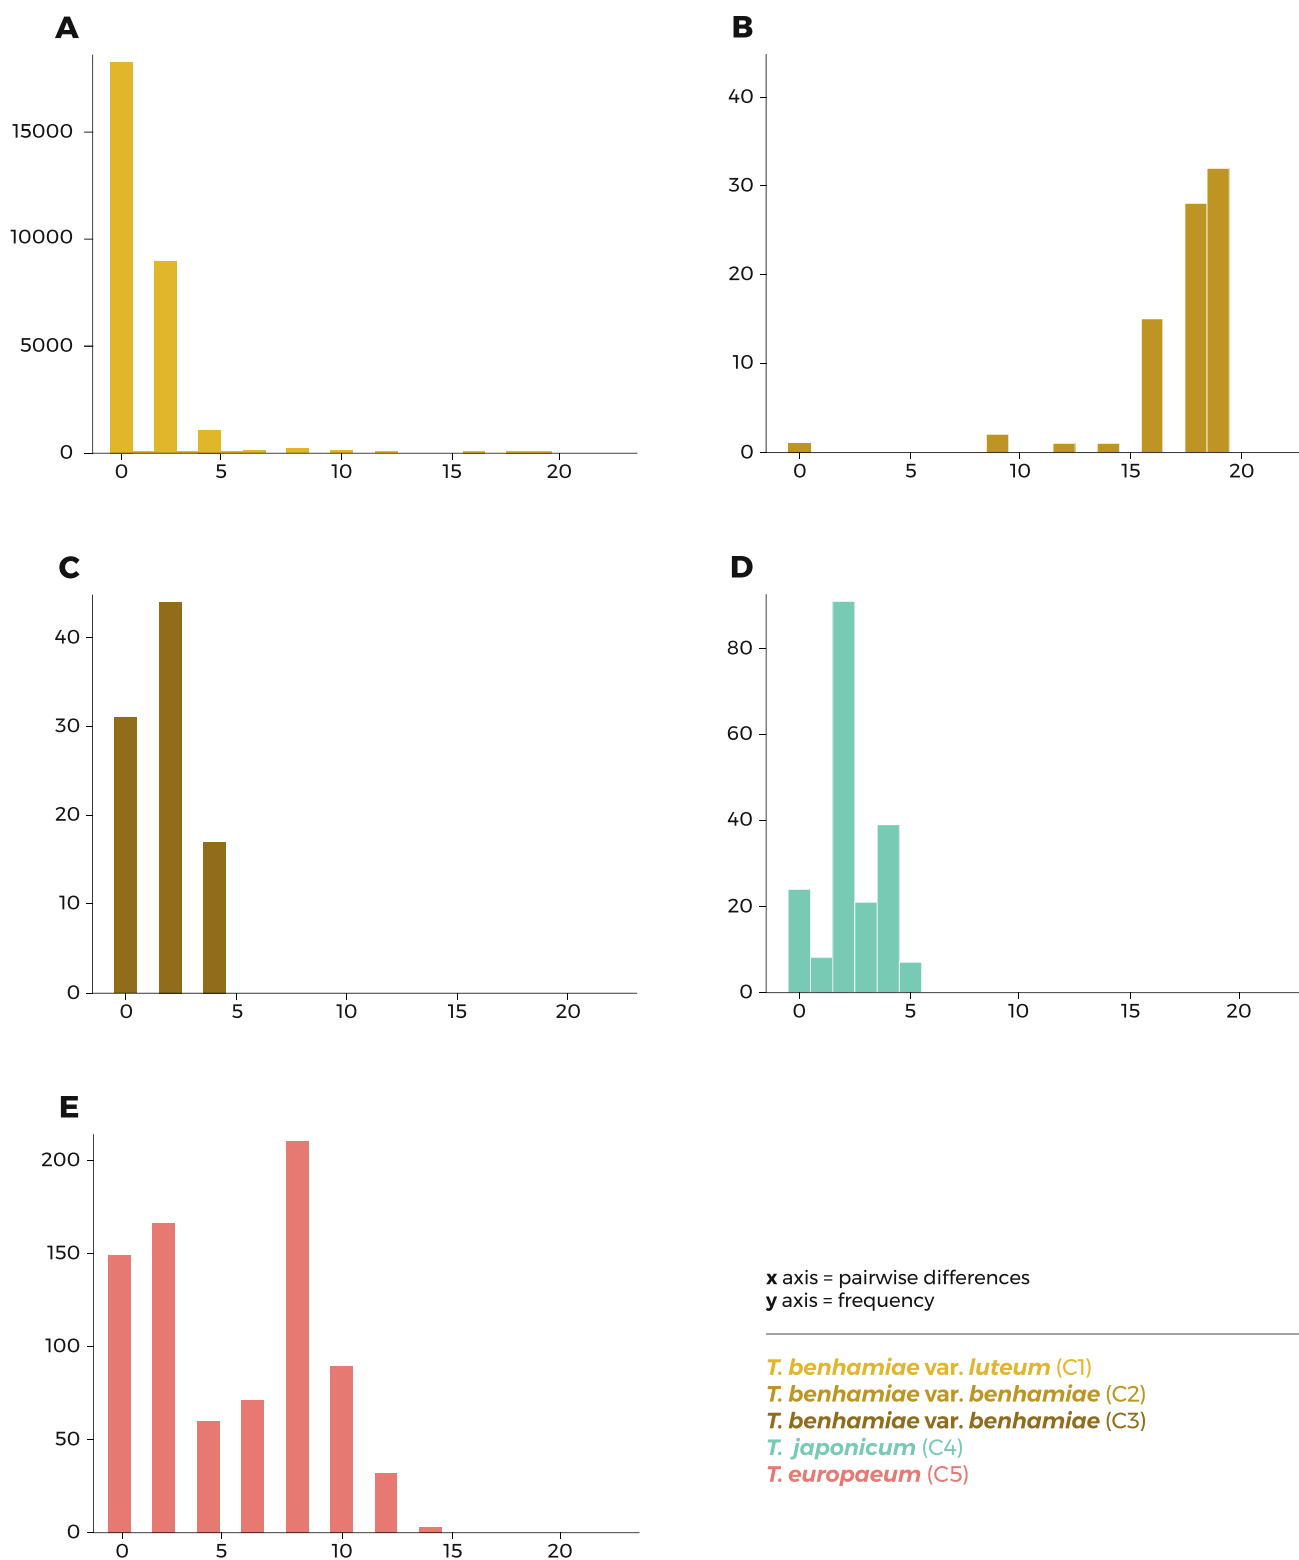 A
15000
10000
5000
0
0 5 10 15 20
B
40
30
20
10
0
0 5 10 15 20
C
40
30
20
10
0
0 5 10 15 20
D
80
60
40
20
0
0 5 10 15 20
E
200
150
100
50
0
0 5 10 15 20
x axis = pairwise differences
y axis = frequency
T. benhamiae var. luteum (C1)
T. benhamiae var. benhamiae (C2)
T. benhamiae var. benhamiae (C3)
T. japonicum (C4)
T. europaeum (C5)